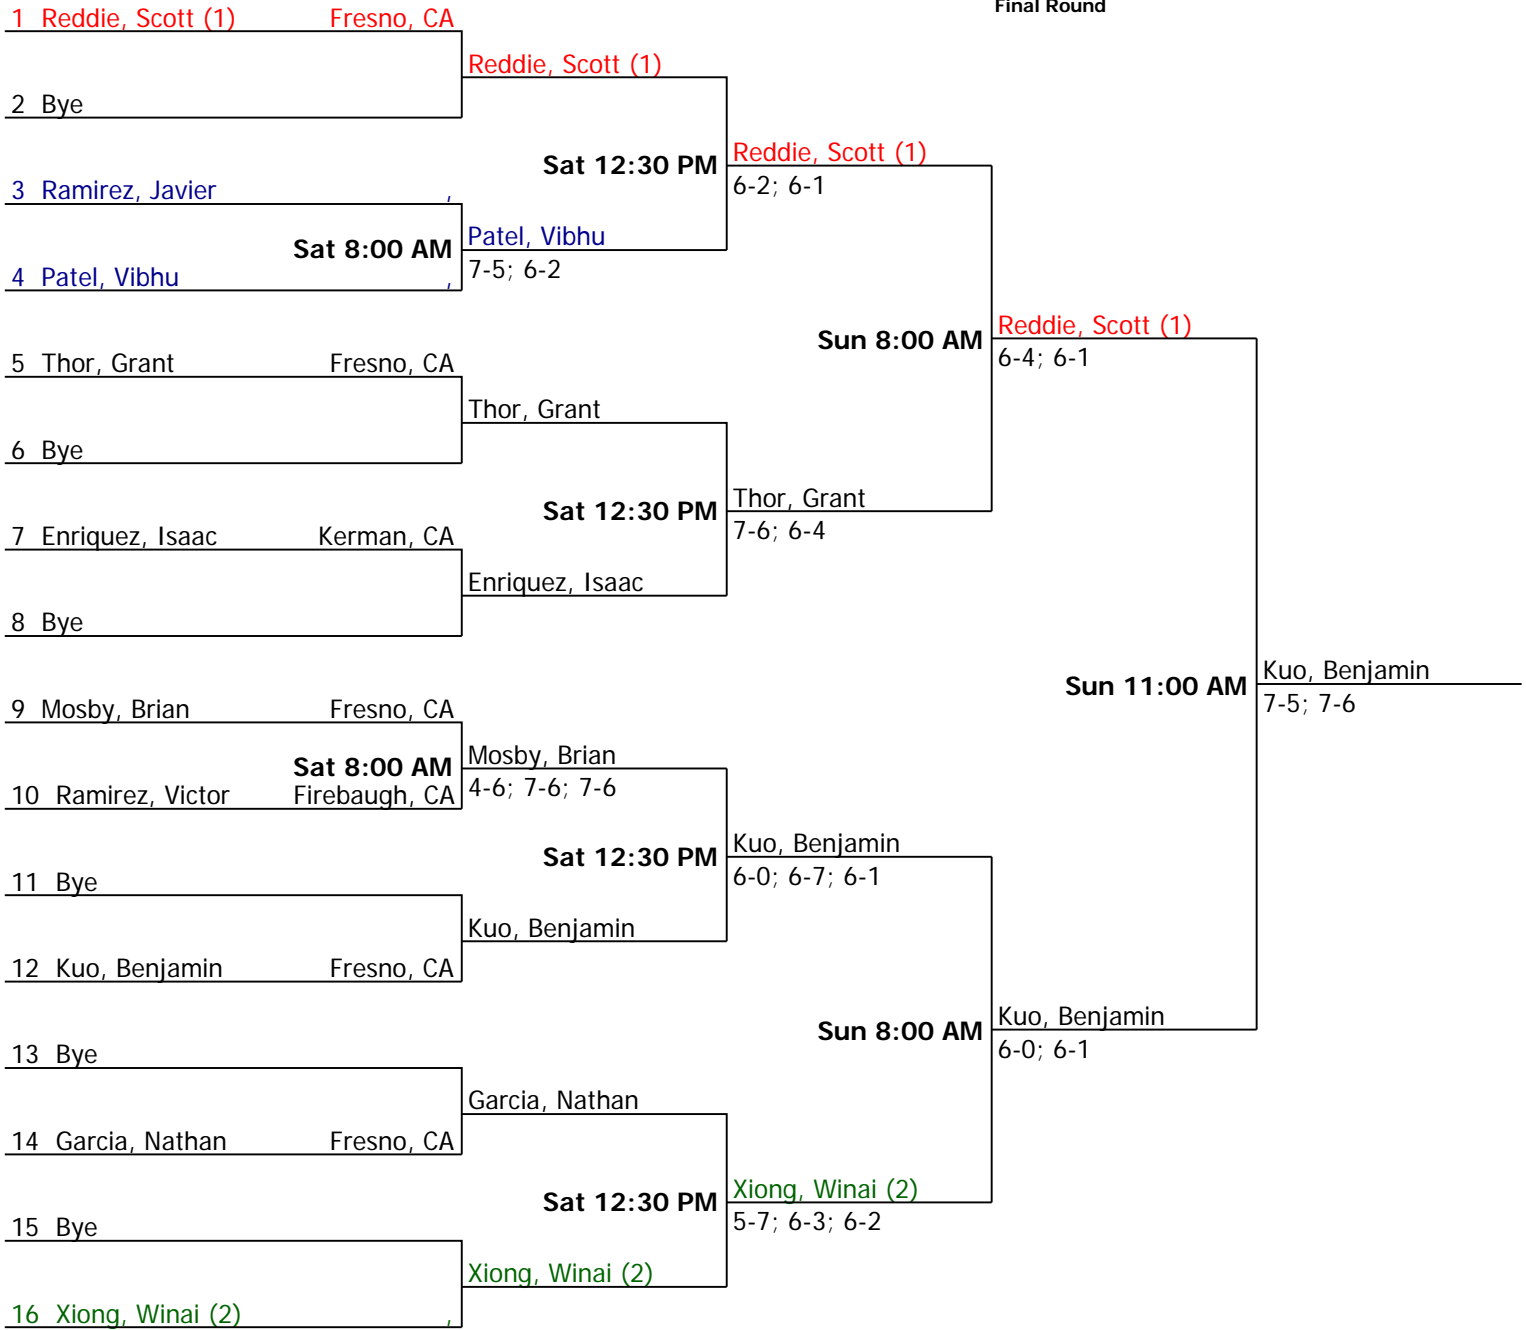 Final Round
1 Reddie, Scott (1) Fresno, CA
Reddie, Scott (1)
2 Bye
Sat 12:30 PM
Reddie, Scott (1)
6-2; 6-1
3 Ramirez, Javier ,
Sat 8:00 AM
Patel, Vibhu
7-5; 6-2
4 Patel, Vibhu ,
Sun 8:00 AM
Reddie, Scott (1)
6-4; 6-1
5 Thor, Grant Fresno, CA
Thor, Grant
6 Bye
Sat 12:30 PM
Thor, Grant
7-6; 6-4
7 Enriquez, Isaac Kerman, CA
Enriquez, Isaac
8 Bye
Sun 11:00 AM
Kuo, Benjamin
7-5; 7-6
9 Mosby, Brian Fresno, CA
Sat 8:00 AM
Mosby, Brian
4-6; 7-6; 7-6
10 Ramirez, Victor Firebaugh, CA
Sat 12:30 PM
Kuo, Benjamin
6-0; 6-7; 6-1
11 Bye
Kuo, Benjamin
12 Kuo, Benjamin Fresno, CA
Sun 8:00 AM
Kuo, Benjamin
6-0; 6-1
13 Bye
Garcia, Nathan
14 Garcia, Nathan Fresno, CA
Sat 12:30 PM
Xiong, Winai (2)
5-7; 6-3; 6-2
15 Bye
Xiong, Winai (2)
16 Xiong, Winai (2) ,